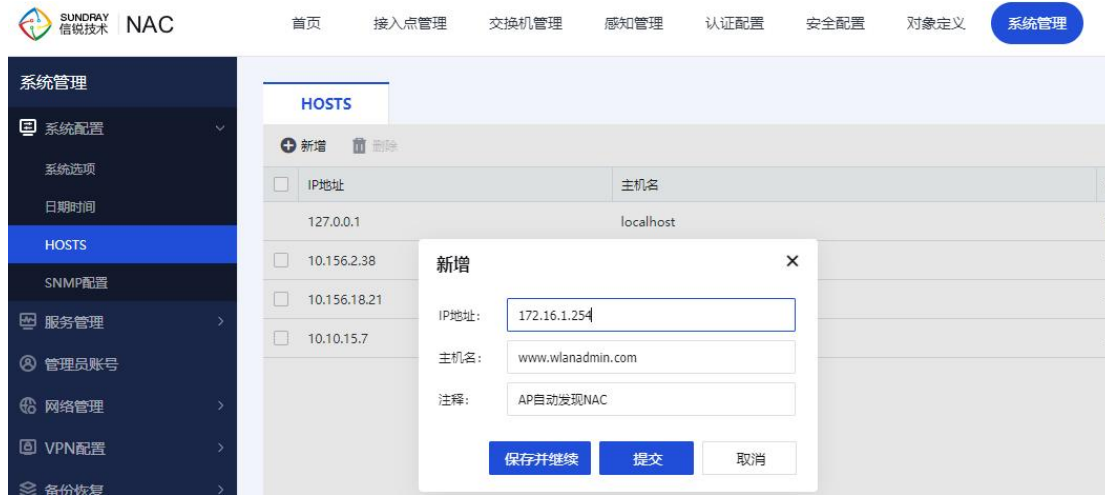 SUNDRAY
信锐技术 NAC
首页 接入点管理 交换机管理 感知管理 认证配置 安全配置 对象定义 系统管理
系统管理
HOSTS
系统配置
新增 删除
系统选项
IP地址 主机名
日期时间
127.0.0.1 localhost
HOSTS
10.156.2.38
新增
SNMP配置
10.156.18.21
IP地址: 172.16.1.254
服务管理
10.10.15.7
主机名: www.wlanadmin.com
管理员账号
注释: AP自动发现NAC
网络管理
VPN配置
保存并继续 提交 取消
备份恢复